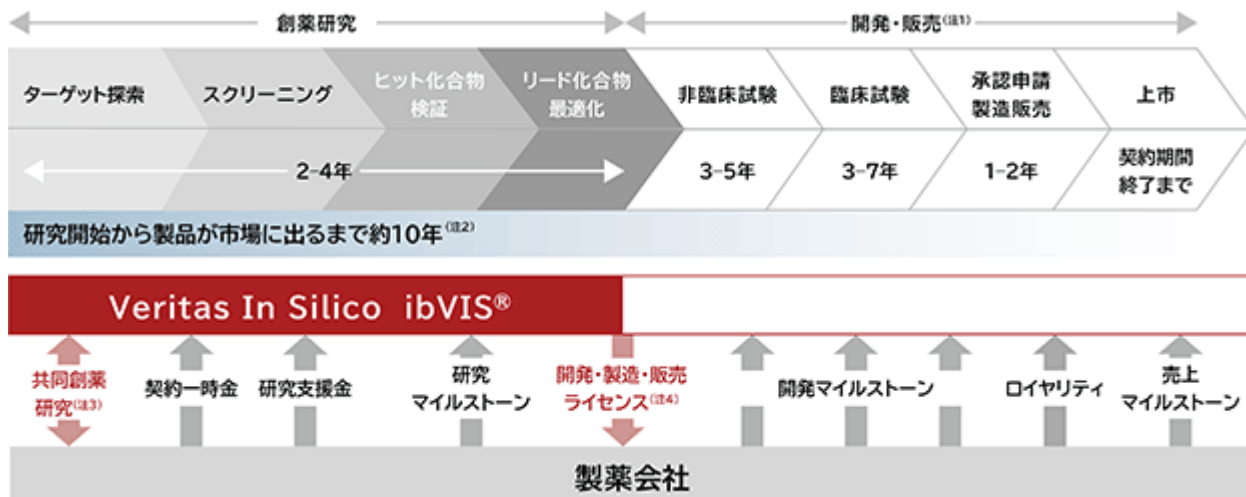 創薬研究
開発・販売(注1)
ターゲット探索
スクリーニング
ヒット化合物
検証
リード化合物
最適化
非臨床試験
臨床試験
承認申請
製造販売
上市
2-4年
3-5年
3-7年
1-2年
契約期間
終了まで
研究開始から製品が市場に出るまで約10年(注2)
Veritas In Silico ibVIS®
共同創薬
研究(注3)
契約一時金
研究支援金
研究
マイルストーン
開発・製造・販売
ライセンス(注4)
開発マイルストーン
ロイヤリティ
売上
マイルストーン
製薬会社